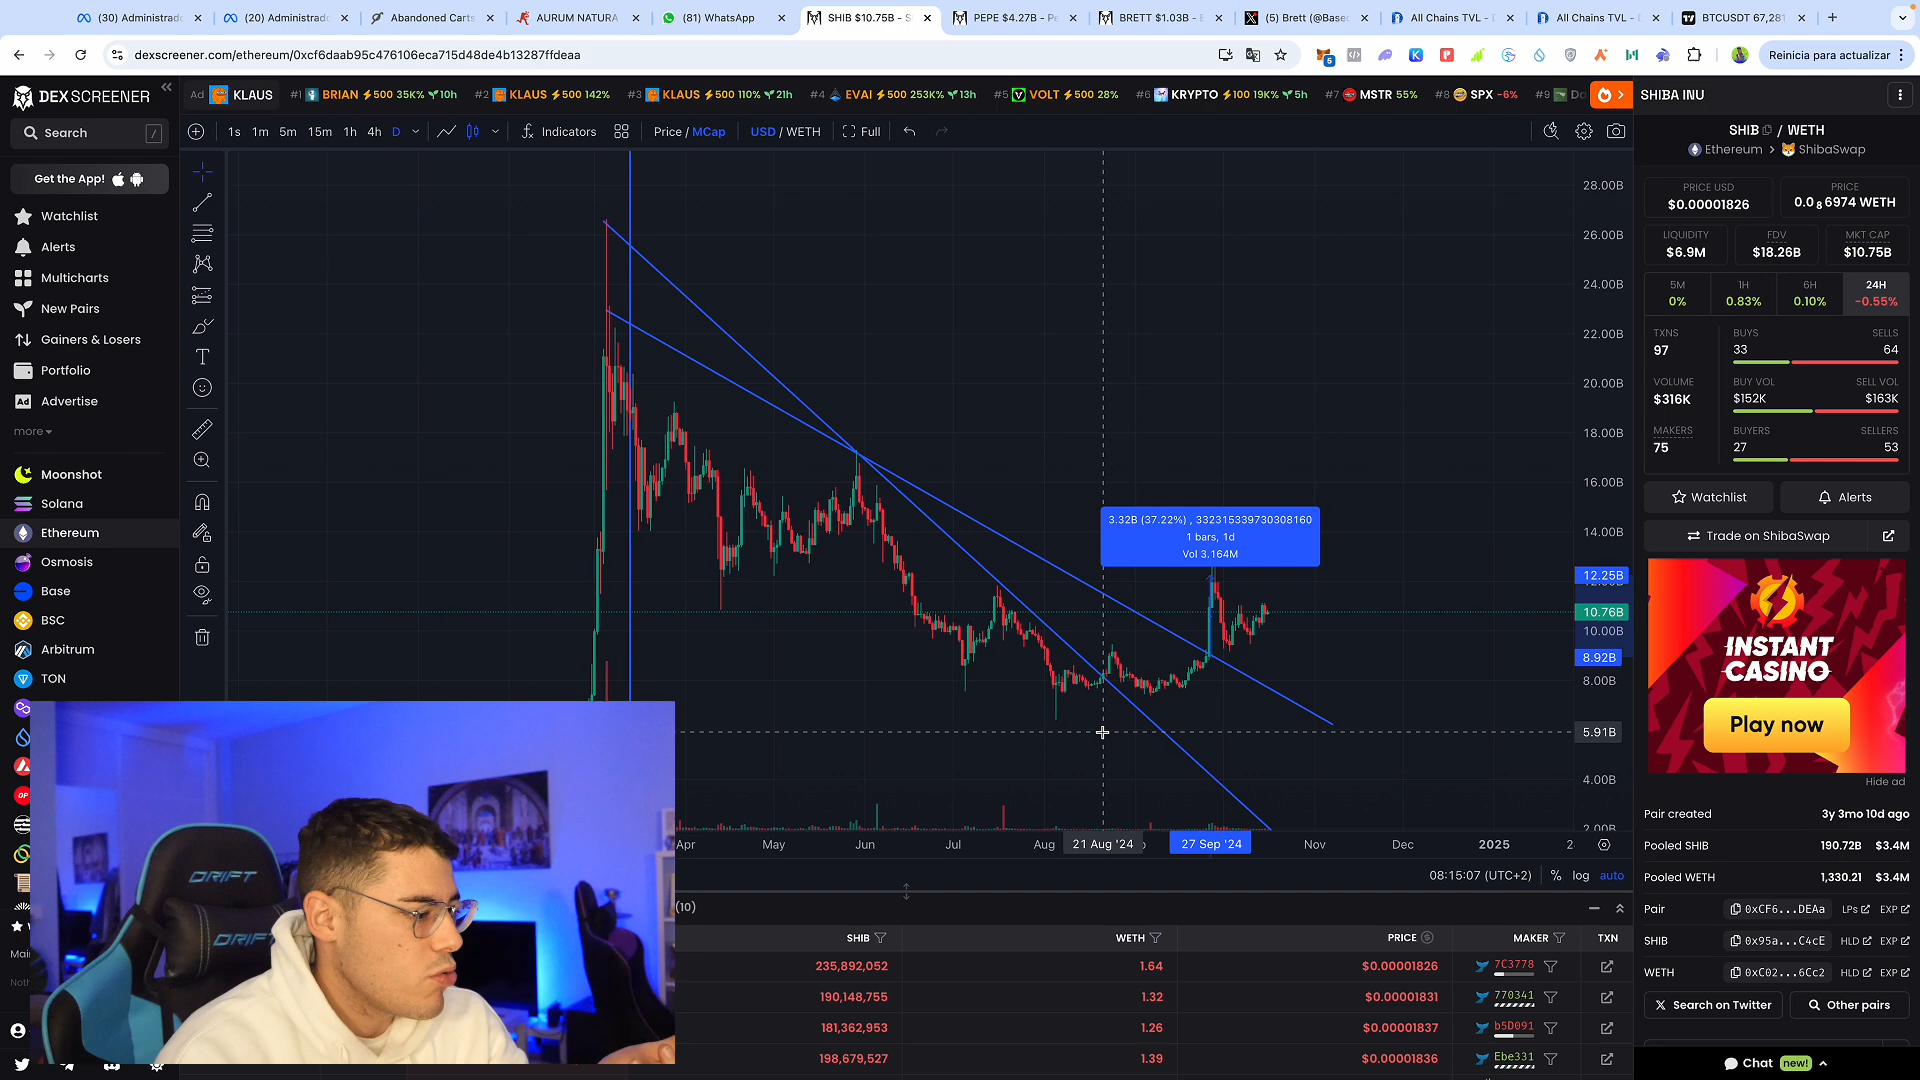 (30) Administrado
(20) Administrado
Abandoned Carts
AURUM NATURA
(81) WhatsApp
SHIB $10.75B - S
PEPE $4.27B - Pe
BRETT $1.03B - B
(5) Brett (@Based
All Chains TVL - D
All Chains TVL - D
BTCUSDT 67,281
dexscreener.com/ethereum/0xcf6daab95c476106eca715d48de4b13287ffdeaa
5
Reinicia para actualizar
DEX SCREENER
Ad KLAUS
#1 BRIAN ⚡500 35K% 10h
#2 KLAUS ⚡500 142%
#3 KLAUS ⚡500 110% 21h
#4 EVAI ⚡500 253K% 13h
#5 VOLT ⚡500 28%
#6 KRYPTO ⚡100 19K% 5h
#7 MSTR 55%
#8 SPX -6%
#9 Do
SHIBA INU
Search /
Get the App!
Watchlist
Alerts
Multicharts
New Pairs
Gainers & Losers
Portfolio
Ad Advertise
more
Moonshot
Solana
Ethereum
Osmosis
Base
BSC
Arbitrum
TON
1s 1m 5m 15m 1h 4h D
Indicators
Price / MCap
USD / WETH
Full
28.00B
26.00B
24.00B
22.00B
20.00B
18.00B
16.00B
14.00B
12.25B
10.76B
10.00B
8.92B
8.00B
5.91B
4.00B
2.00B
3.32B (37.22%) , 332315339730308160
1 bars, 1d
Vol 3.164M
Apr May Jun Jul Aug 21 Aug '24 27 Sep '24 Nov Dec 2025 2
08:15:07 (UTC+2) % log auto
(10)
SHIB WETH PRICE MAKER TXN
235,892,052 1.64 $0.00001826 7C3778
190,148,755 1.32 $0.00001831 770341
181,362,953 1.26 $0.00001837 b5D091
198,679,527 1.39 $0.00001836 Ebe331
SHIB / WETH
Ethereum > ShibaSwap
PRICE USD
$0.00001826
PRICE
0.0₈6974 WETH
LIQUIDITY
$6.9M
FDV
$18.26B
MKT CAP
$10.75B
5M
0%
1H
0.83%
6H
0.10%
24H
-0.55%
TXNS
97
BUYS
33
SELLS
64
VOLUME
$316K
BUY VOL
$152K
SELL VOL
$163K
MAKERS
75
BUYERS
27
SELLERS
53
Watchlist
Alerts
Trade on ShibaSwap
INSTANT
CASINO
Play now
Hide ad
Pair created 3y 3mo 10d ago
Pooled SHIB 190.72B $3.4M
Pooled WETH 1,330.21 $3.4M
Pair 0xCF6...DEAa LPs EXP
SHIB 0x95a...C4cE HLD EXP
WETH 0xC02...6Cc2 HLD EXP
Search on Twitter
Other pairs
Chat new!
DRIFT
DRIFT